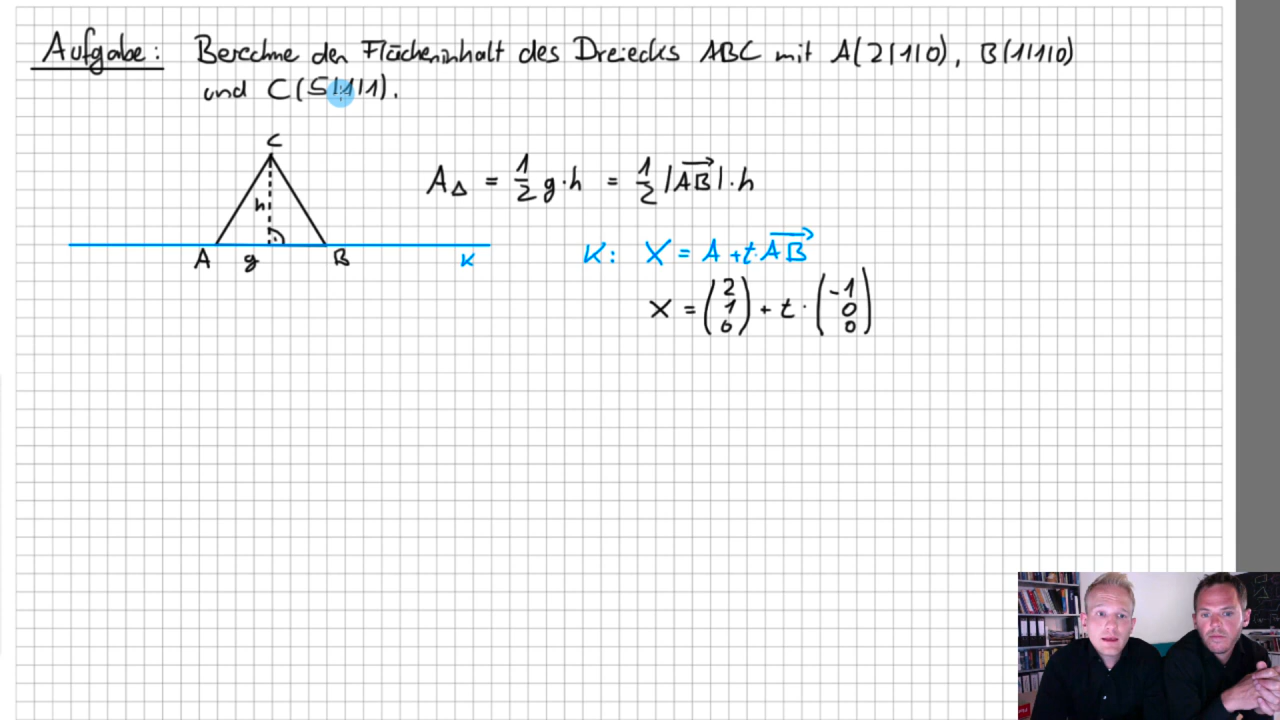 Aufgabe: Berechne den Flächeninhalt des Dreiecks ABC mit A(2|1|0), B(1|1|0)
und C(5|1|1).
C
h
A g B K
A△ = 1/2 g·h = 1/2 |AB⃗|·h
K: X = A + t·AB⃗
X = (2 1 0) + t · (-1 0 0)